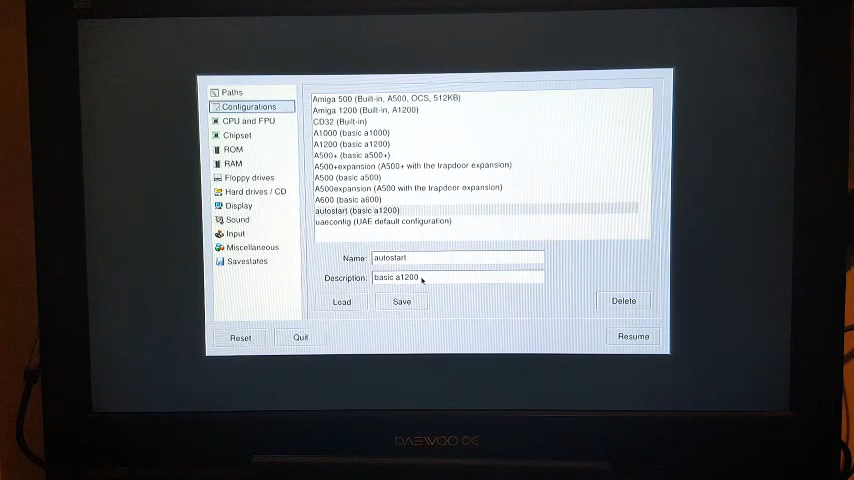 Paths
Configurations
CPU and FPU
Chipset
ROM
RAM
Floppy drives
Hard drives / CD
Display
Sound
Input
Miscellaneous
Savestates
Amiga 500 (Built-in, A500, OCS, 512KB)
Amiga 1200 (Built-in, A1200)
CD32 (Built-in)
A1000 (basic a1000)
A1200 (basic a1200)
A500+ (basic a500+)
A500+expansion (A500+ with the trapdoor expansion)
A500 (basic a500)
A500expansion (A500 with the trapdoor expansion)
A600 (basic a600)
autostart (basic a1200)
uaeconfig (UAE default configuration)
Name: autostart
Description: basic a1200
Load Save Delete
Reset Quit Resume
DAEWOO